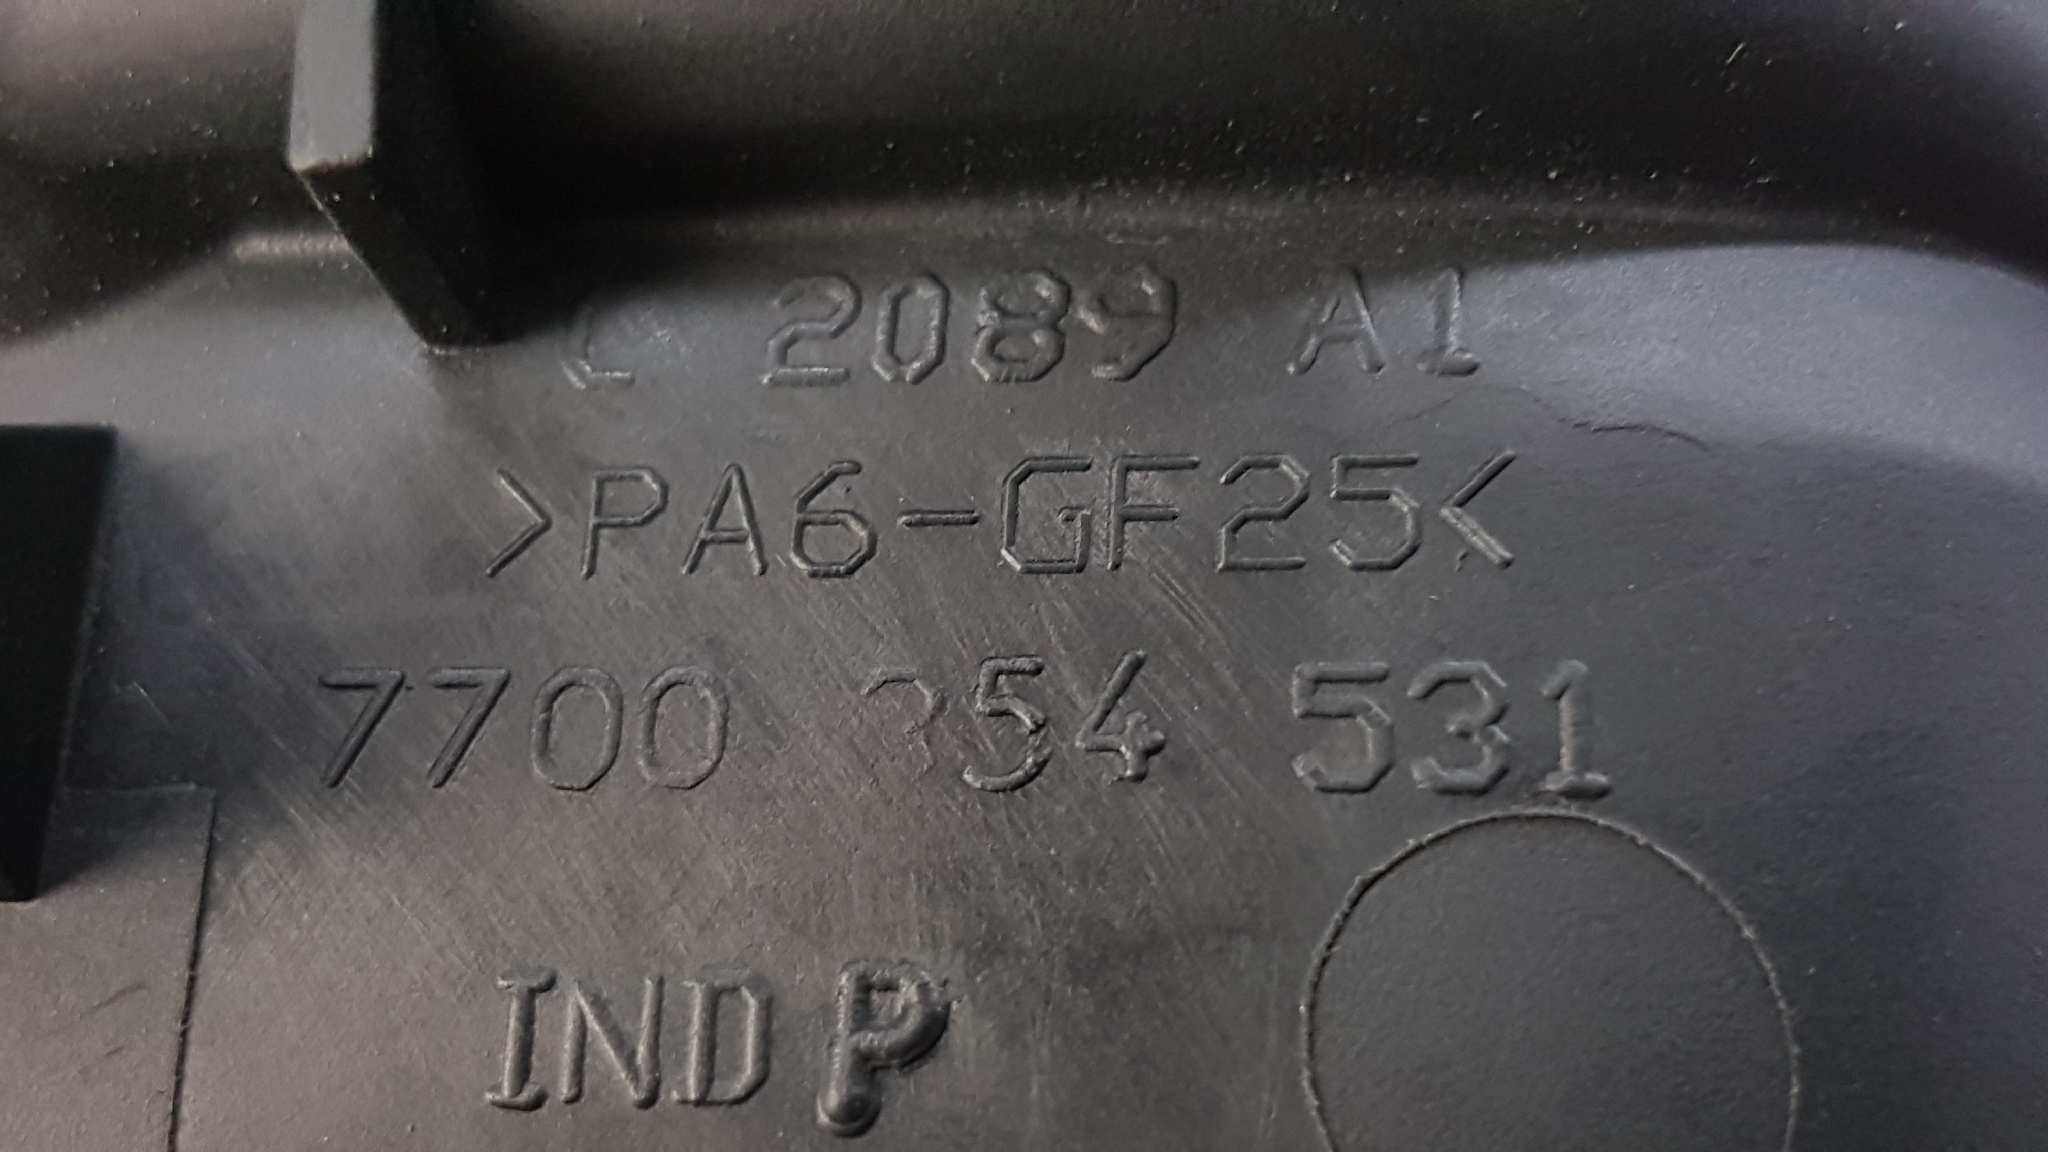 2089 A1
>PA6-GF25<
7700 54 531
IND P